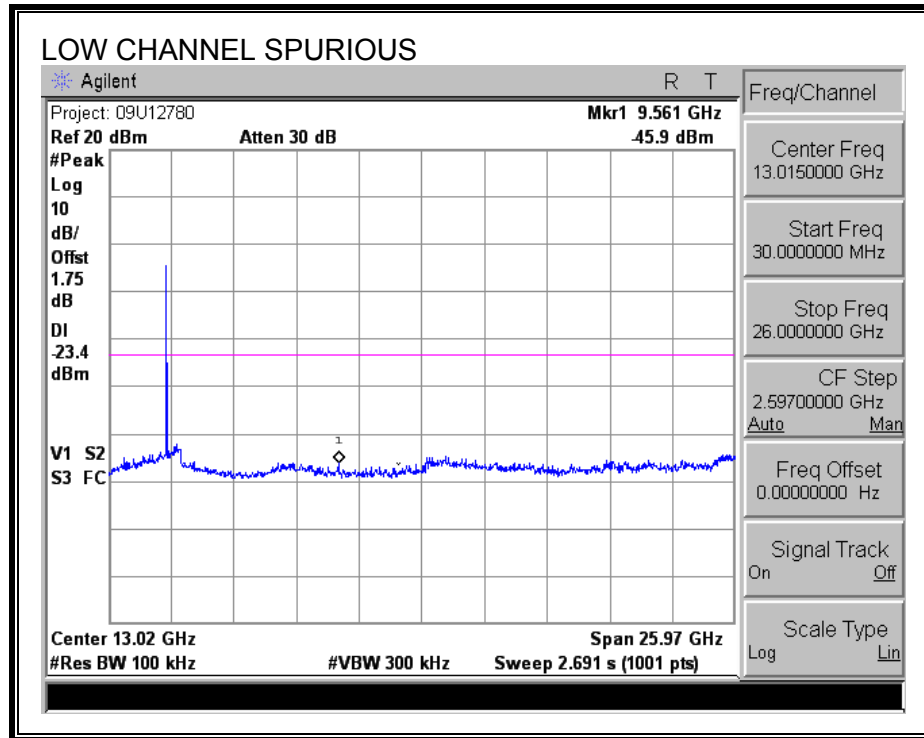 LOW CHANNEL SPURIOUS
Agilent R T
Project: 09U12780 Mkr1 9.561 GHz
Ref 20 dBm Atten 30 dB -45.9 dBm
#Peak
Log
10
dB/
Offst
1.75
dB
DI
-23.4
dBm
V1 S2
S3 FC
1
Center 13.02 GHz Span 25.97 GHz
#Res BW 100 kHz #VBW 300 kHz Sweep 2.691 s (1001 pts)
Freq/Channel
Center Freq
13.0150000 GHz
Start Freq
30.0000000 MHz
Stop Freq
26.0000000 GHz
CF Step
2.59700000 GHz
Auto Man
Freq Offset
0.00000000 Hz
Signal Track
On Off
Scale Type
Log Lin